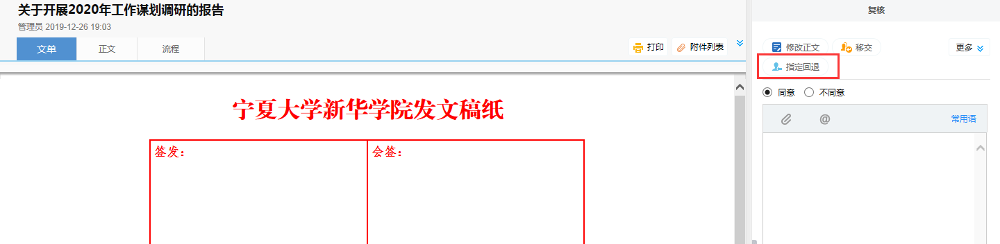 关于开展2020年工作谋划调研的报告
管理员 2019-12-26 19:03
文单 正文 流程 打印 附件列表
宁夏大学新华学院发文稿纸
签发： 会签：
复核
修改正文 移交 更多
指定回退
同意 不同意
@ 常用语